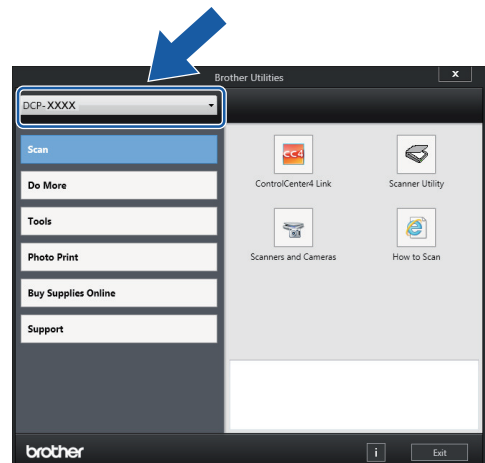 Brother Utilities
X
DCP-XXXX
Scan
Do More
Tools
Photo Print
Buy Supplies Online
Support
CC4
ControlCenter4 Link
Scanner Utility
Scanners and Cameras
How to Scan
brother
i
Exit